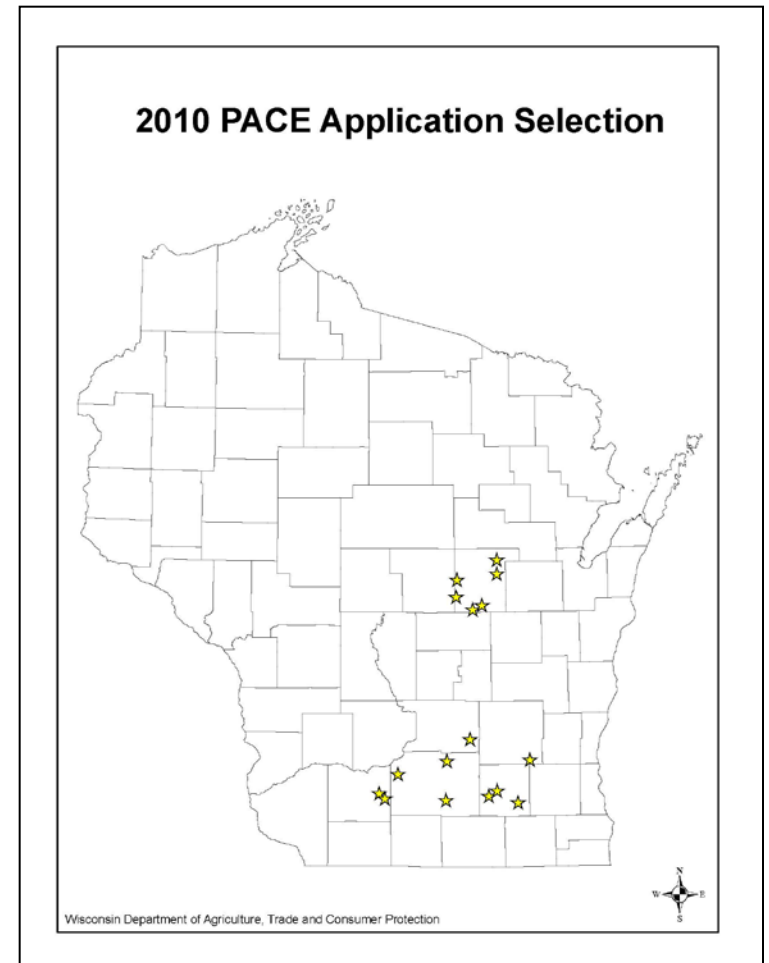 2010 PACE Application Selection
N
W E
S
Wisconsin Department of Agriculture, Trade and Consumer Protection